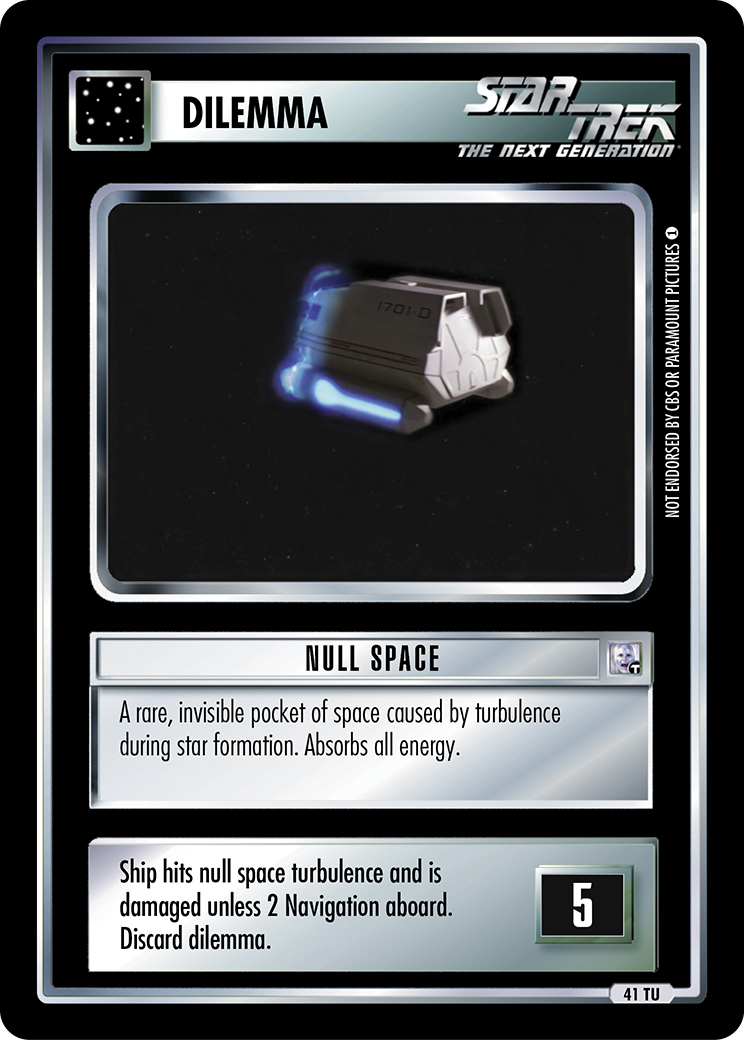 DILEMMA
STAR
TREK
THE NEXT GENERATION
1701-D
NOT ENDORSED BY CBS OR PARAMOUNT PICTURES 1
NULL SPACE
T
A rare, invisible pocket of space caused by turbulence
during star formation. Absorbs all energy.
Ship hits null space turbulence and is
damaged unless 2 Navigation aboard.
Discard dilemma.
5
41 TU